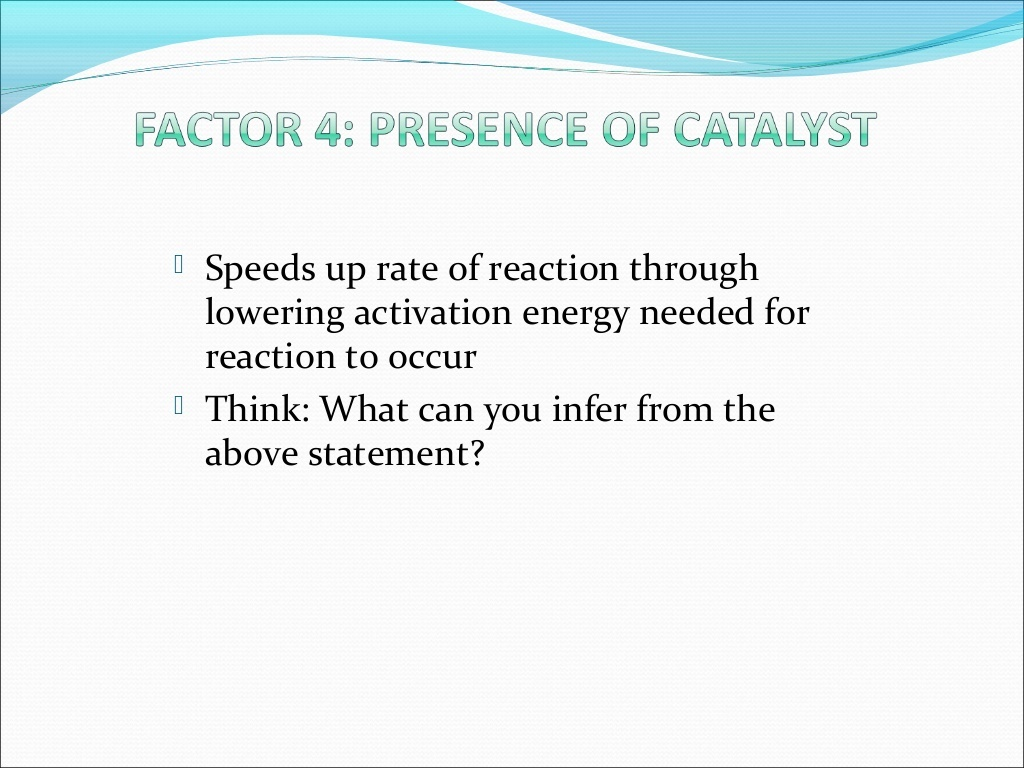 FACTOR 4: PRESENCE OF CATALYST
Speeds up rate of reaction through
lowering activation energy needed for
reaction to occur
Think: What can you infer from the
above statement?